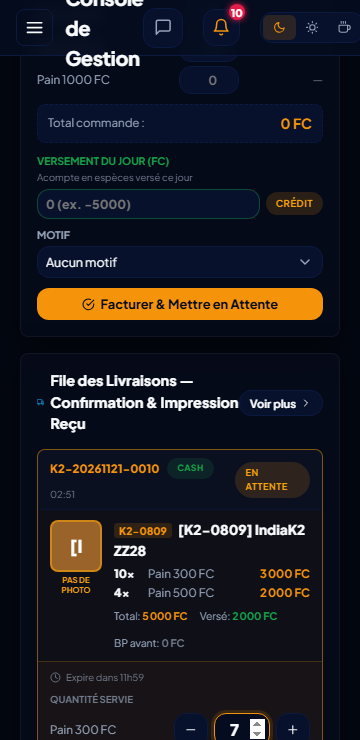 Console
de
Gestion
10
Pain 1000 FC
0
—
Total commande :
0 FC
VERSEMENT DU JOUR (FC)
Acompte en espèces versé ce jour
0 (ex. -5000)
CRÉDIT
MOTIF
Aucun motif
Facturer & Mettre en Attente
File des Livraisons —
Confirmation & Impression
Reçu
Voir plus
K2-20261121-0010
CASH
EN
ATTENTE
02:51
[I
PAS DE
PHOTO
K2-0809 [K2-0809] IndiaK2
ZZ28
10× Pain 300 FC 3 000 FC
4× Pain 500 FC 2 000 FC
Total: 5 000 FC Versé: 2 000 FC
BP avant: 0 FC
Expire dans 11h59
QUANTITÉ SERVIE
Pain 300 FC
− 7 +